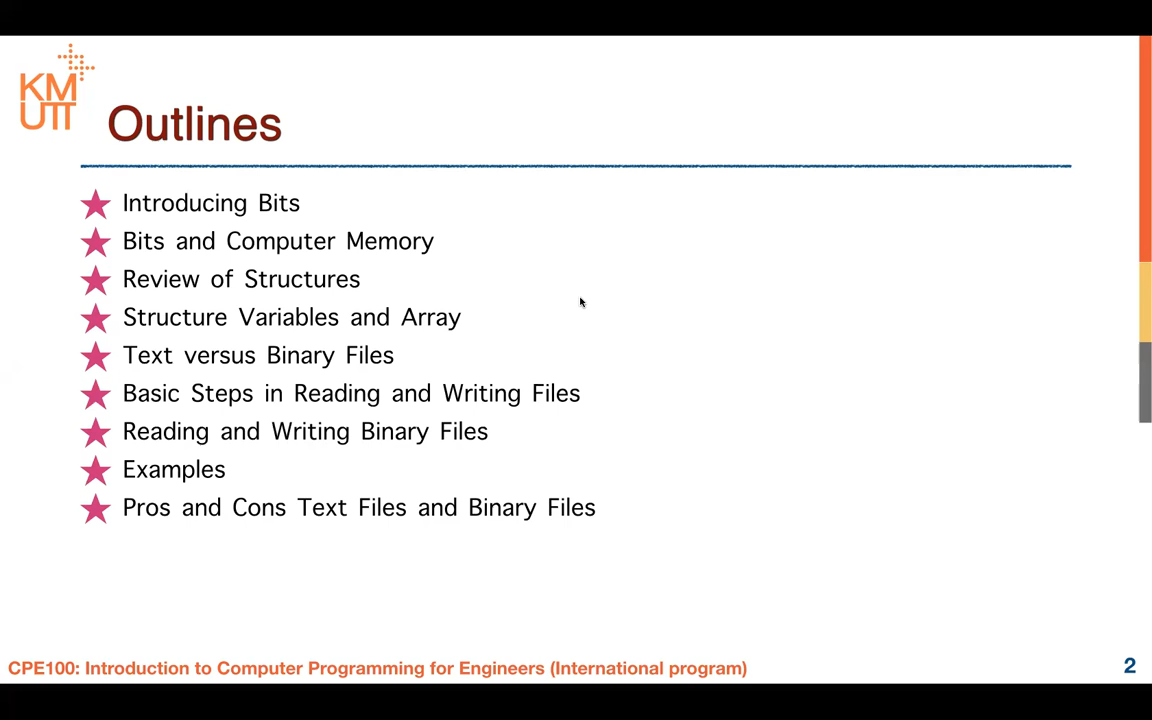 KM
UTT
Outlines
Introducing Bits
Bits and Computer Memory
Review of Structures
Structure Variables and Array
Text versus Binary Files
Basic Steps in Reading and Writing Files
Reading and Writing Binary Files
Examples
Pros and Cons Text Files and Binary Files
CPE100: Introduction to Computer Programming for Engineers (International program)
2